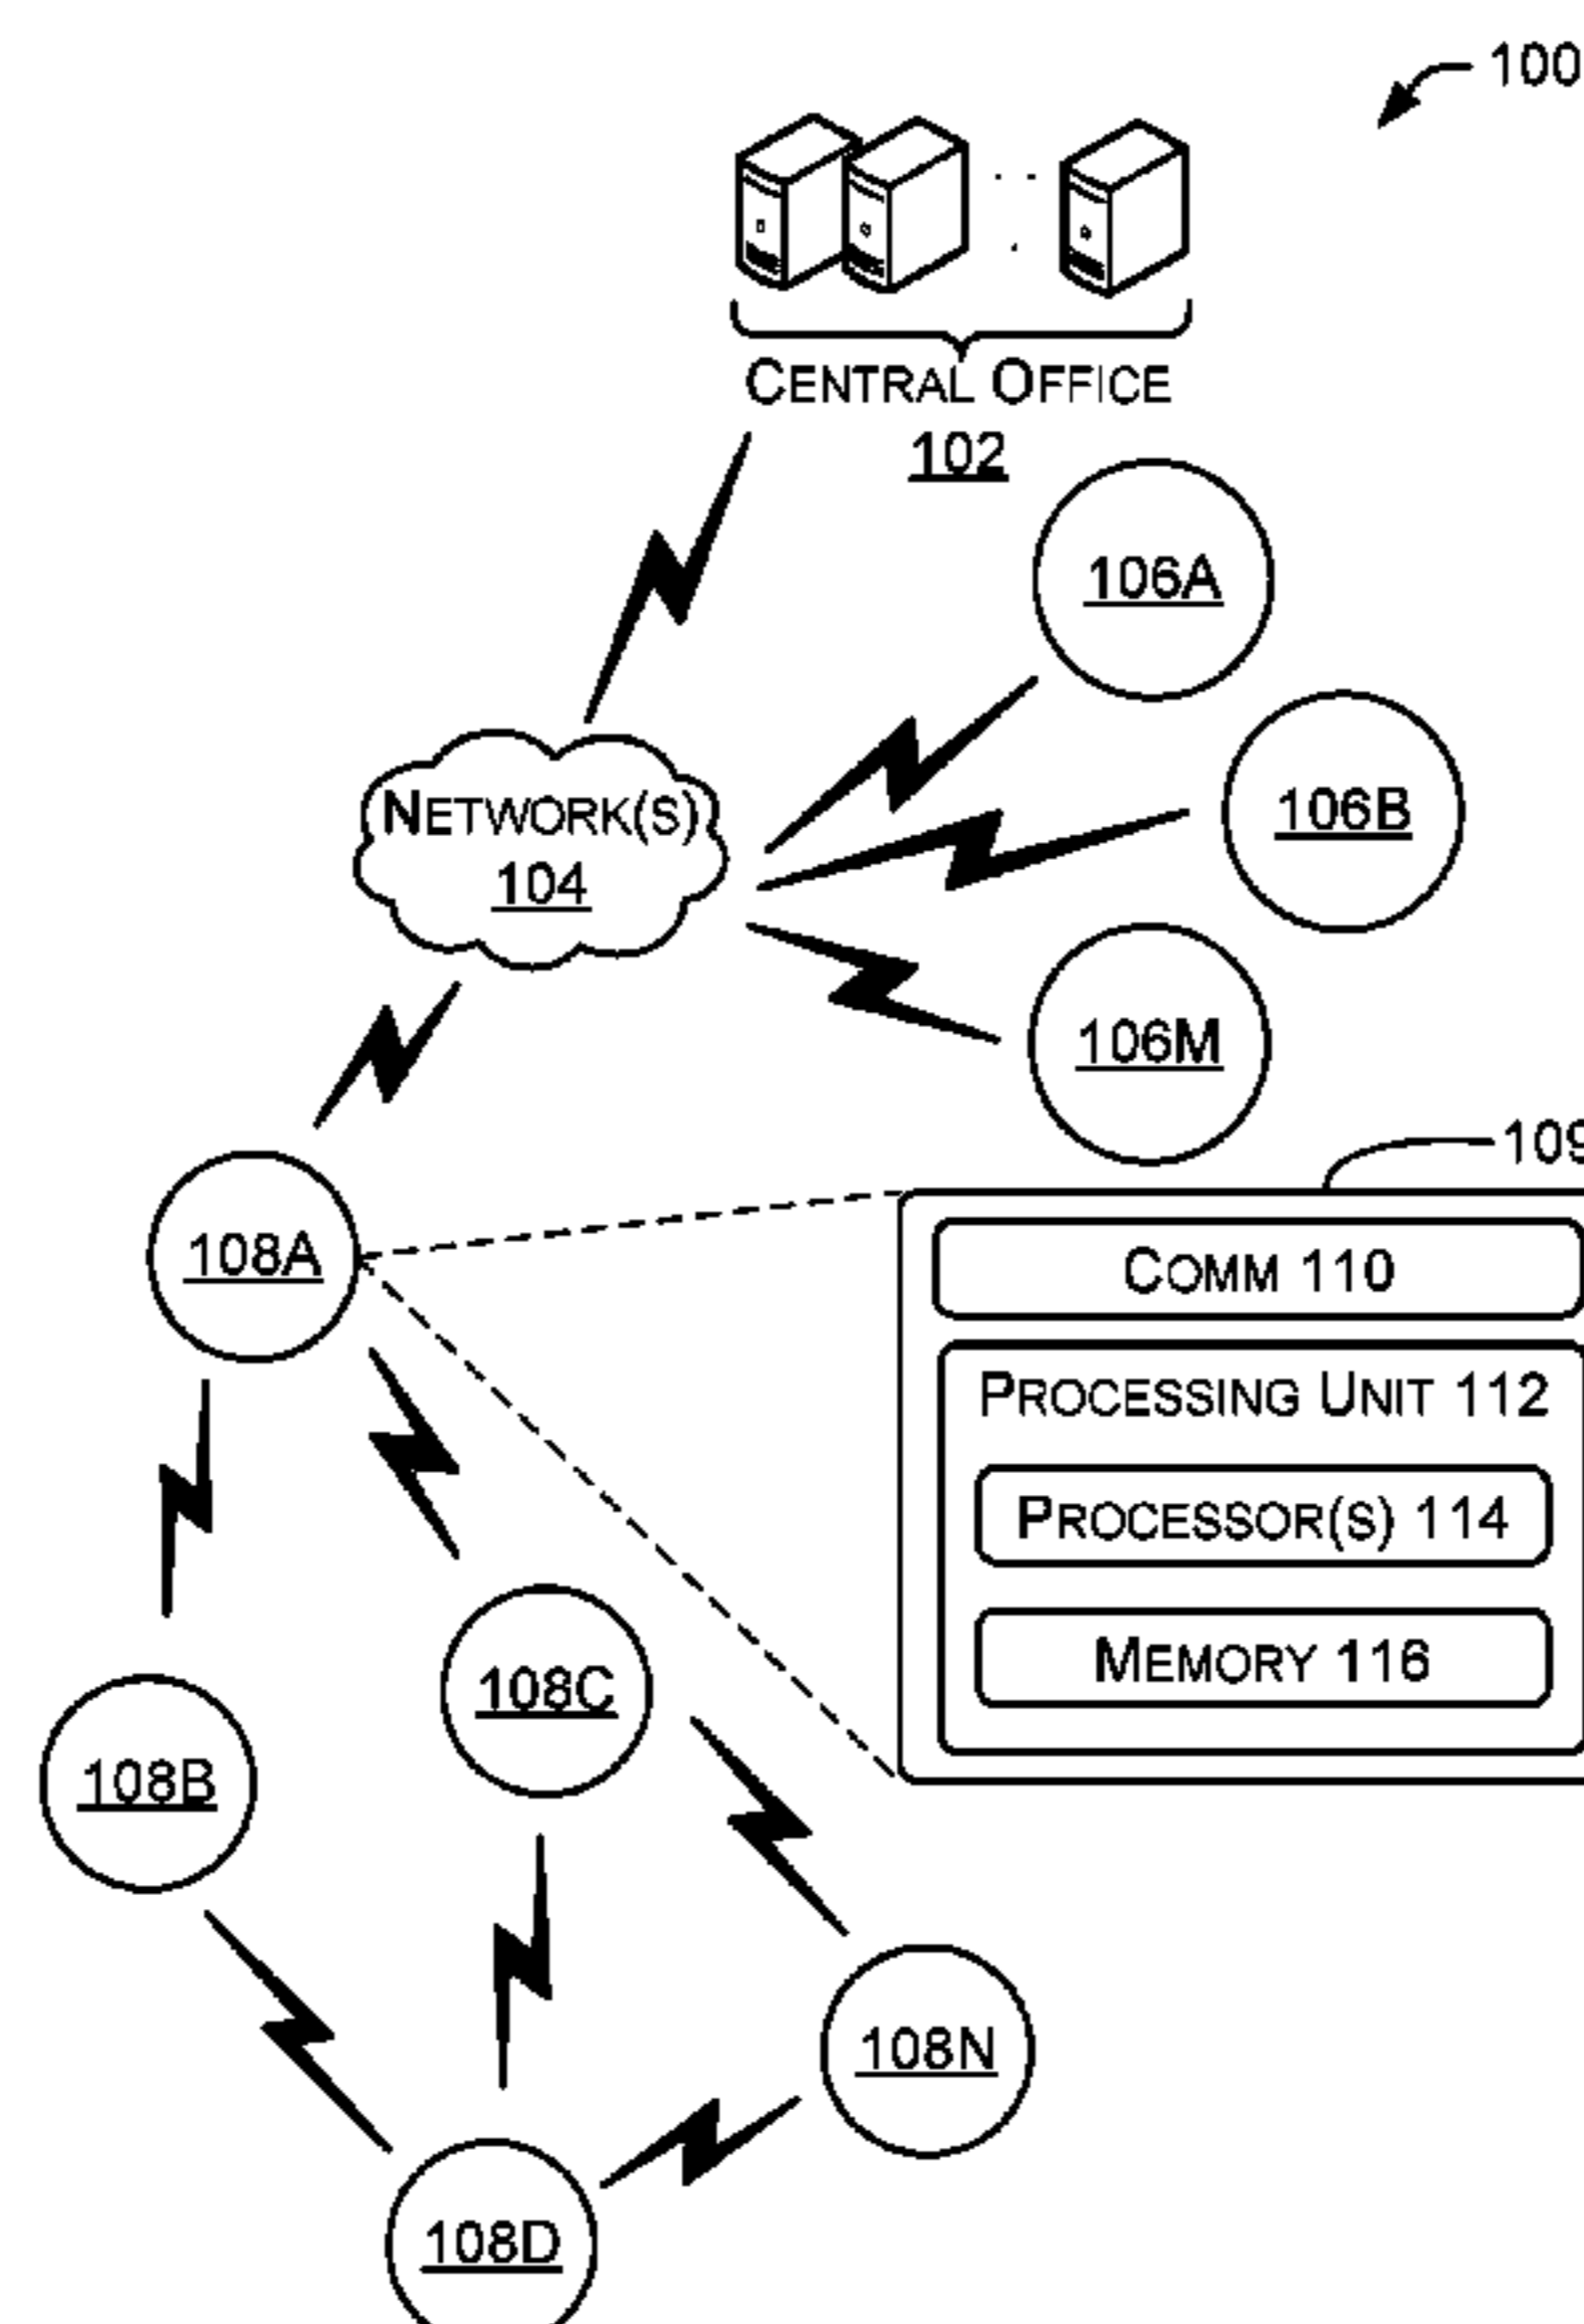 100
CENTRAL OFFICE
102
106A
NETWORK(S)
104
106B
106M
109
108A
COMM 110
PROCESSING UNIT 112
PROCESSOR(S) 114
MEMORY 116
108C
108B
108N
108D